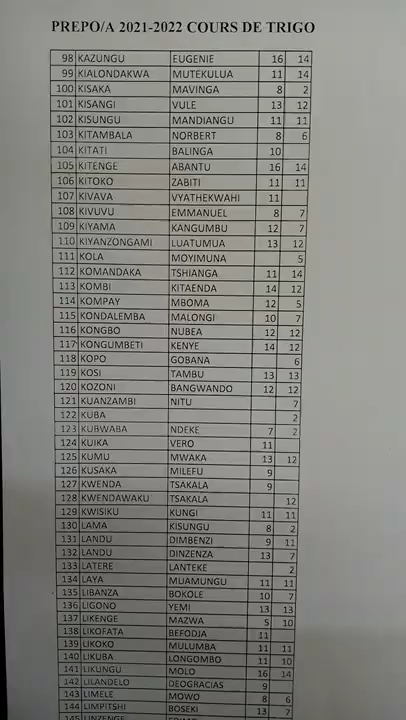 PREPO/A 2021-2022 COURS DE TRIGO
98 KAZUNGU EUGENIE 16 14
99 KIALONDAKWA MUTEKULUA 11 14
100 KISAKA MAVINGA 8 2
101 KISANGI VULE 13 12
102 KISUNGU MANDIANGU 11 11
103 KITAMBALA NORBERT 8 6
104 KITATI BALINGA 10
105 KITENGE ABANTU 16 14
106 KITOKO ZABITI 11 11
107 KIVAVA VYATHEKWAHI 11
108 KIVUVU EMMANUEL 8 7
109 KIYAMA KANGUMBU 12 7
110 KIYANZONGAMI LUATUMUA 13 12
111 KOLA MOYIMUNA 5
112 KOMANDAKA TSHIANGA 11 14
113 KOMBI KITAENDA 14 12
114 KOMPAY MBOMA 12 5
115 KONDALEMBA MALONGI 10 7
116 KONGBO NUBEA 12 12
117 KONGUMBETI KENYE 14 12
118 KOPO GOBANA 6
119 KOSI TAMBU 13 13
120 KOZONI BANGWANDO 12 12
121 KUANZAMBI NITU 7
122 KUBA 2
123 KUBWABA NDEKE 7 2
124 KUIKA VERO 11
125 KUMU MWAKA 13 12
126 KUSAKA MILEFU 9
127 KWENDA TSAKALA 9
128 KWENDAWAKU TSAKALA 12
129 KWISIKU KUNGI 11 11
130 LAMA KISUNGU 8 2
131 LANDU DIMBENZI 9 11
132 LANDU DINZENZA 13 7
133 LATERE LANTEKE 2
134 LAYA MUAMUNGU 11 11
135 LIBANZA BOKOLE 10 7
136 LIGONO YEMI 13 13
137 LIKENGE MAZWA 5 10
138 LIKOFATA BEFODJA 11
139 LIKOKO MULUMBA 11 11
140 LIKUBA LONGOMBO 11 10
141 LIKUNGU MOLO 16 14
142 LILANDELO DEOGRACIAS 9
143 LIMELE MOWO 8 6
144 LIMPITSHI BOSEKI 13 7
145